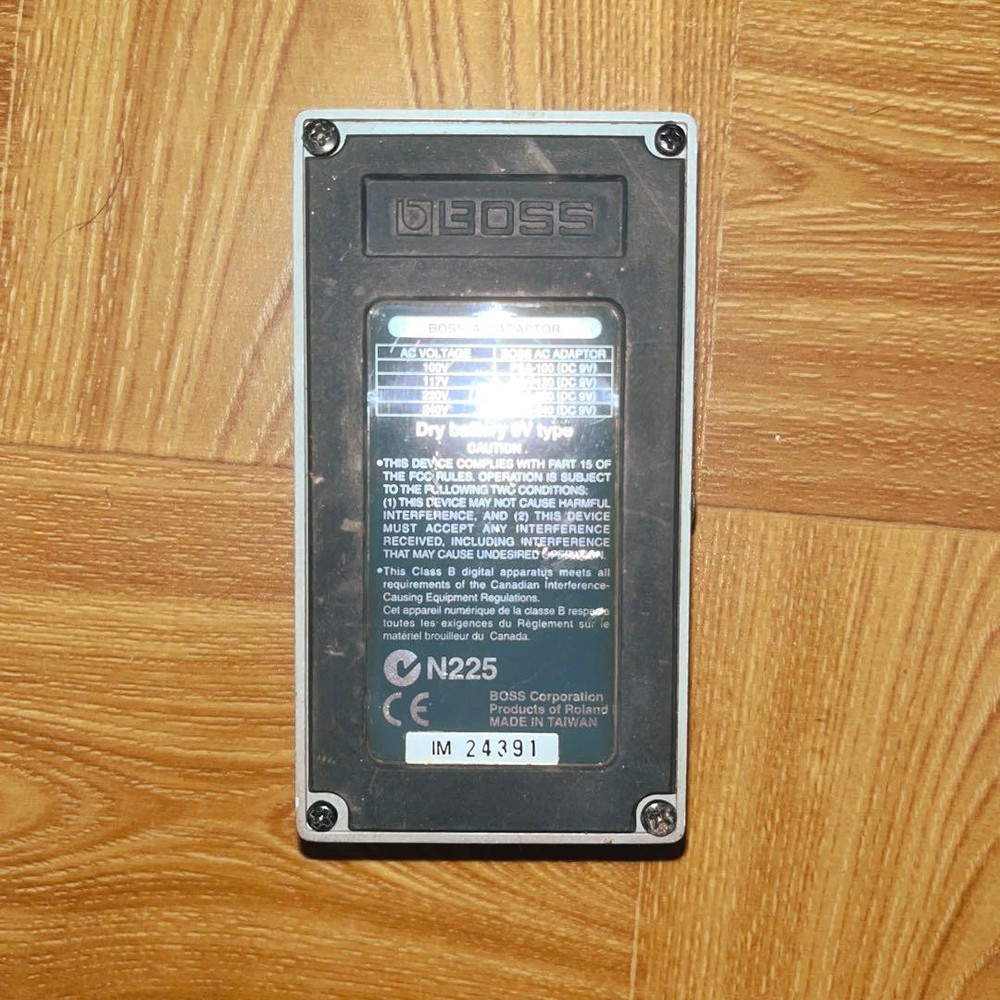 BOSS
BOSS ADAPTOR
AC VOLTAGE BOSS AC ADAPTOR
100V -100 (DC 9V)
117V -120 (DC 9V)
230V (DC 9V)
240V (DC 9V)
Dry battery 9V type
CAUTION
•THIS DEVICE COMPLIES WITH PART 15 OF
THE FCC RULES. OPERATION IS SUBJECT
TO THE FOLLOWING TWO CONDITIONS:
(1) THIS DEVICE MAY NOT CAUSE HARMFUL
INTERFERENCE, AND (2) THIS DEVICE
MUST ACCEPT ANY INTERFERENCE
RECEIVED, INCLUDING INTERFERENCE
THAT MAY CAUSE UNDESIRED OPERATION.
•This Class B digital apparatus meets all
requirements of the Canadian Interference-
Causing Equipment Regulations.
Cet appareil numérique de la classe B respecte
toutes les exigences du Règlement sur le
matériel brouilleur du Canada.
N225
CE
BOSS Corporation
Products of Roland
MADE IN TAIWAN
IM 24391